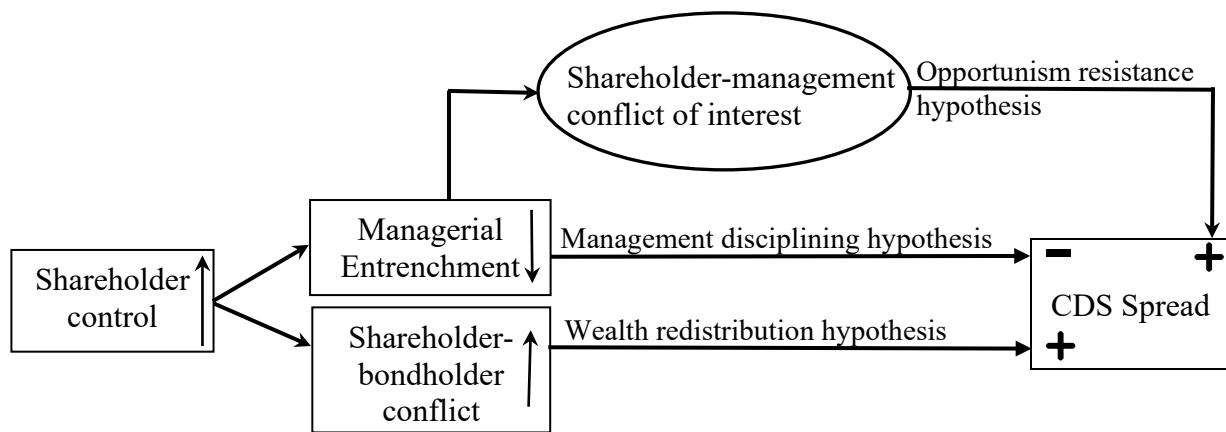 Shareholder-management
conflict of interest
Opportunism resistance
hypothesis
Shareholder
control
Managerial
Entrenchment
Management disciplining hypothesis
Shareholder-
bondholder
conflict
Wealth redistribution hypothesis
- +
CDS Spread
+